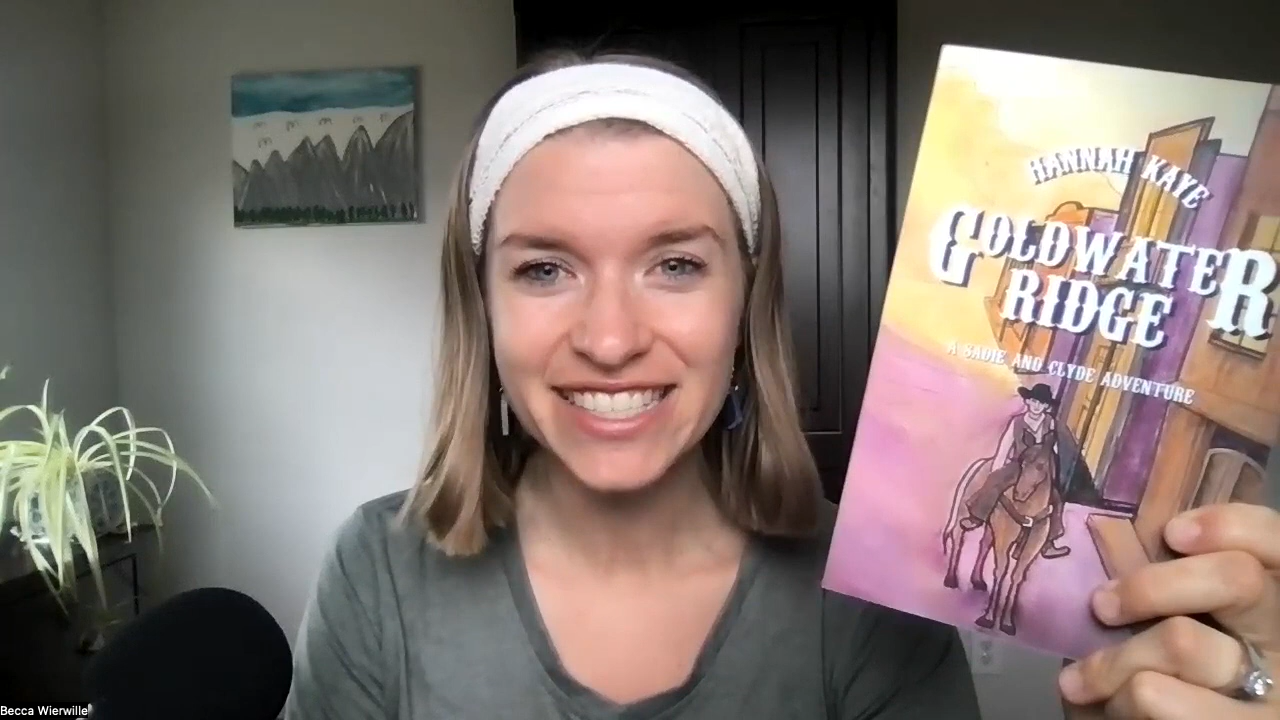 HANNAH KAYE
GOLDWATER
RIDGE
A SADIE AND CLYDE ADVENTURE
Becca Wierwille